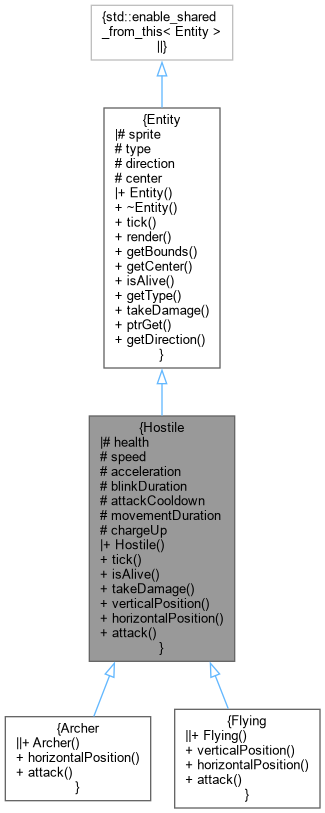 {std::enable_shared
_from_this< Entity >
||}
{Entity
|# sprite
# type
# direction
# center
|+ Entity()
+ ~Entity()
+ tick()
+ render()
+ getBounds()
+ getCenter()
+ isAlive()
+ getType()
+ takeDamage()
+ ptrGet()
+ getDirection()
}
{Hostile
|# health
# speed
# acceleration
# blinkDuration
# attackCooldown
# movementDuration
# chargeUp
|+ Hostile()
+ tick()
+ isAlive()
+ takeDamage()
+ verticalPosition()
+ horizontalPosition()
+ attack()
}
{Archer
||+ Archer()
+ horizontalPosition()
+ attack()
}
{Flying
||+ Flying()
+ verticalPosition()
+ horizontalPosition()
+ attack()
}